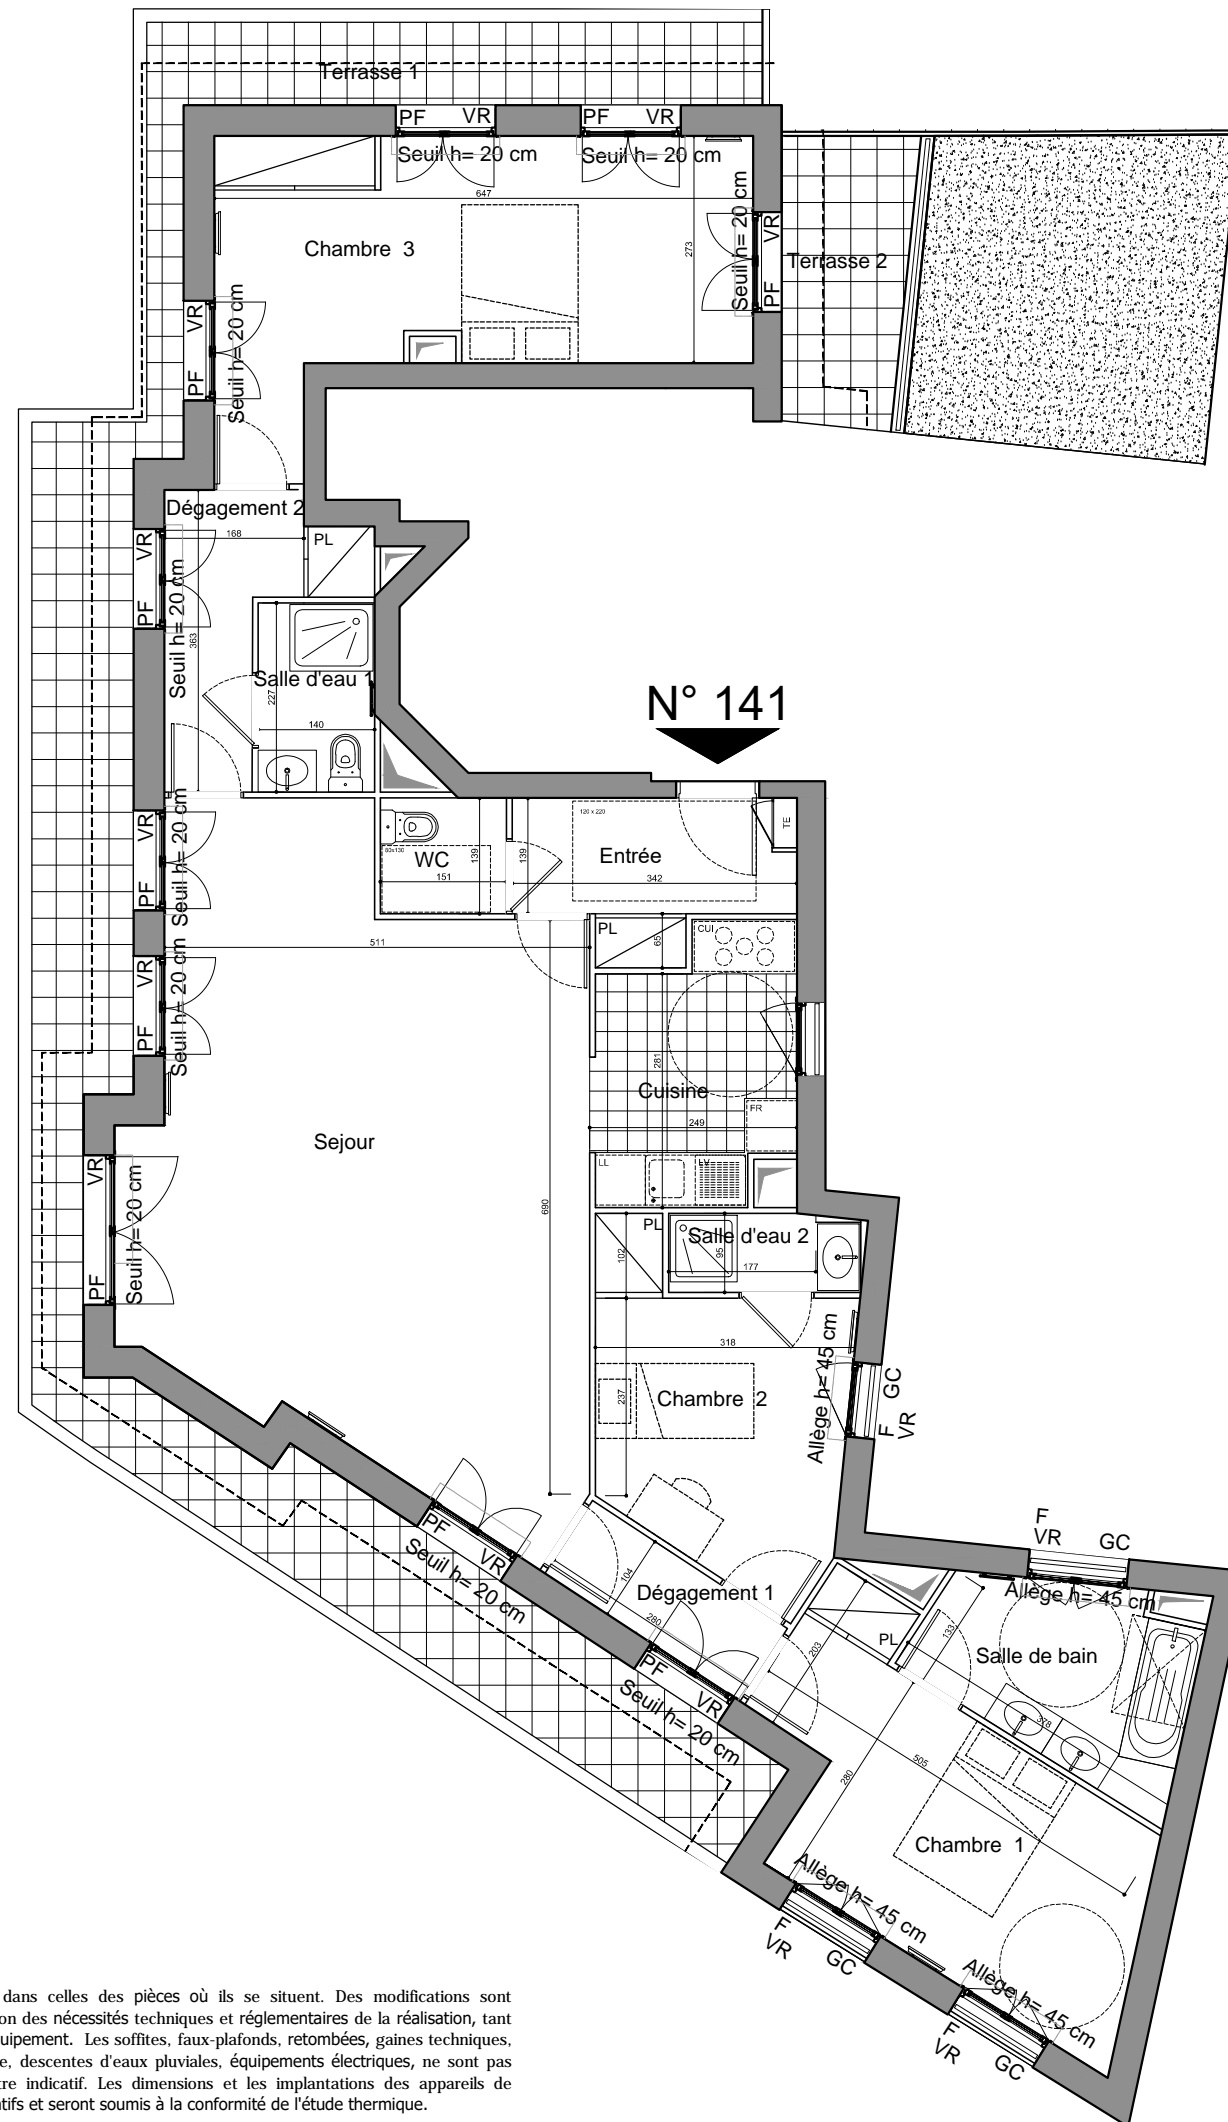 Terrasse 1
PF VR PF VR
Seuil h= 20 cm Seuil h= 20 cm
647
Chambre 3
273
Seuil h= 20 cm
VR
PF
Terrasse 2
VR
PF
Seuil h= 20 cm
Dégagement 2
168
PL
VR
PF
Seuil h= 20 cm
363
Salle d'eau 1
227
140
N° 141
VR
PF
Seuil h= 20 cm
120 x 220
TE
80x130
WC
139
139
Entrée
151
342
PL
65
CUI
511
VR
PF
Seuil h= 20 cm
281
Cuisine
FR
249
Sejour
LL
LV
VR
PF
Seuil h= 20 cm
690
PL
Salle d'eau 2
102
95
177
318
Allège h= 45 cm
GC
F
VR
Chambre 2
237
PF
VR
Seuil h= 20 cm
104
Dégagement 1
280
PF
VR
Seuil h= 20 cm
F
VR
GC
Allège h= 45 cm
203
PL
133
Salle de bain
378
505
280
Chambre 1
Allège h= 45 cm
F
VR
GC
Allège h= 45 cm
F
VR
GC
dans celles des pièces où ils se situent. Des modifications sont
on des nécessités techniques et réglementaires de la réalisation, tant
uipement. Les soffites, faux-plafonds, retombées, gaines techniques,
e, descentes d'eaux pluviales, équipements électriques, ne sont pas
tre indicatif. Les dimensions et les implantations des appareils de
atifs et seront soumis à la conformité de l'étude thermique.